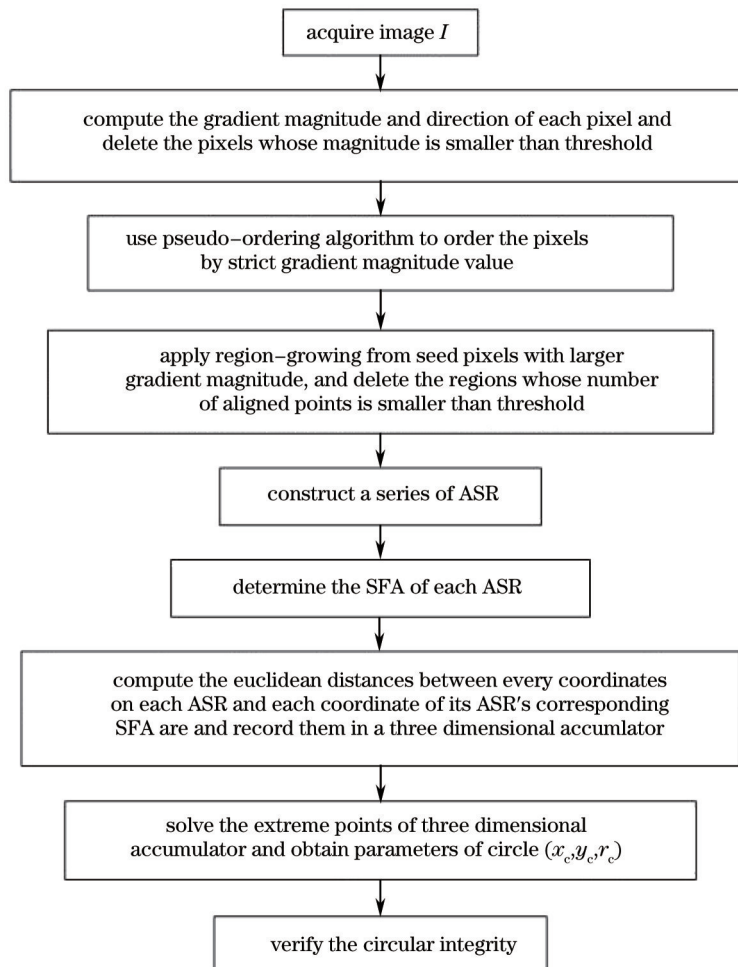 acquire image I
compute the gradient magnitude and direction of each pixel and
delete the pixels whose magnitude is smaller than threshold
use pseudo-ordering algorithm to order the pixels
by strict gradient magnitude value
apply region-growing from seed pixels with larger
gradient magnitude, and delete the regions whose number
of aligned points is smaller than threshold
construct a series of ASR
determine the SFA of each ASR
compute the euclidean distances between every coordinates
on each ASR and each coordinate of its ASR's corresponding
SFA are and record them in a three dimensional accumlator
solve the extreme points of three dimensional
accumulator and obtain parameters of circle (xc,yc,rc)
verify the circular integrity